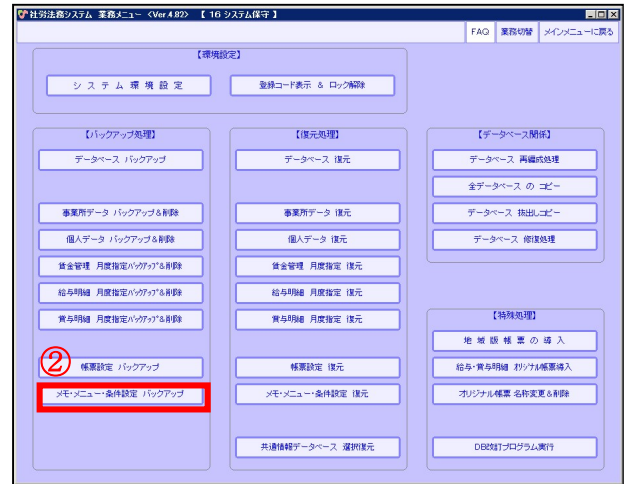 社労法務システム 業務メニュー <Ver.4.82> 【 16 システム保守 】
FAQ 業務切替 メインメニューに戻る
【環境設定】
システム環境設定
登録コード表示 & ロック解除
【バックアップ処理】
データベース バックアップ
事業所データ バックアップ&削除
個人データ バックアップ&削除
賃金管理 月度指定バックアップ&削除
給与明細 月度指定バックアップ&削除
賞与明細 月度指定バックアップ&削除
②
帳票設定 バックアップ
メモ・メニュー・条件設定 バックアップ
【復元処理】
データベース 復元
事業所データ 復元
個人データ 復元
賃金管理 月度指定 復元
給与明細 月度指定 復元
賞与明細 月度指定 復元
帳票設定 復元
メモ・メニュー・条件設定 復元
共通情報データベース 選択復元
【データベース関係】
データベース 再編成処理
全データベース の コピー
データベース 抜出しコピー
データベース 修復処理
【特殊処理】
地域版帳票の導入
給与・賞与明細 オリジナル帳票導入
オリジナル帳票 名称変更&削除
DB改訂プログラム実行